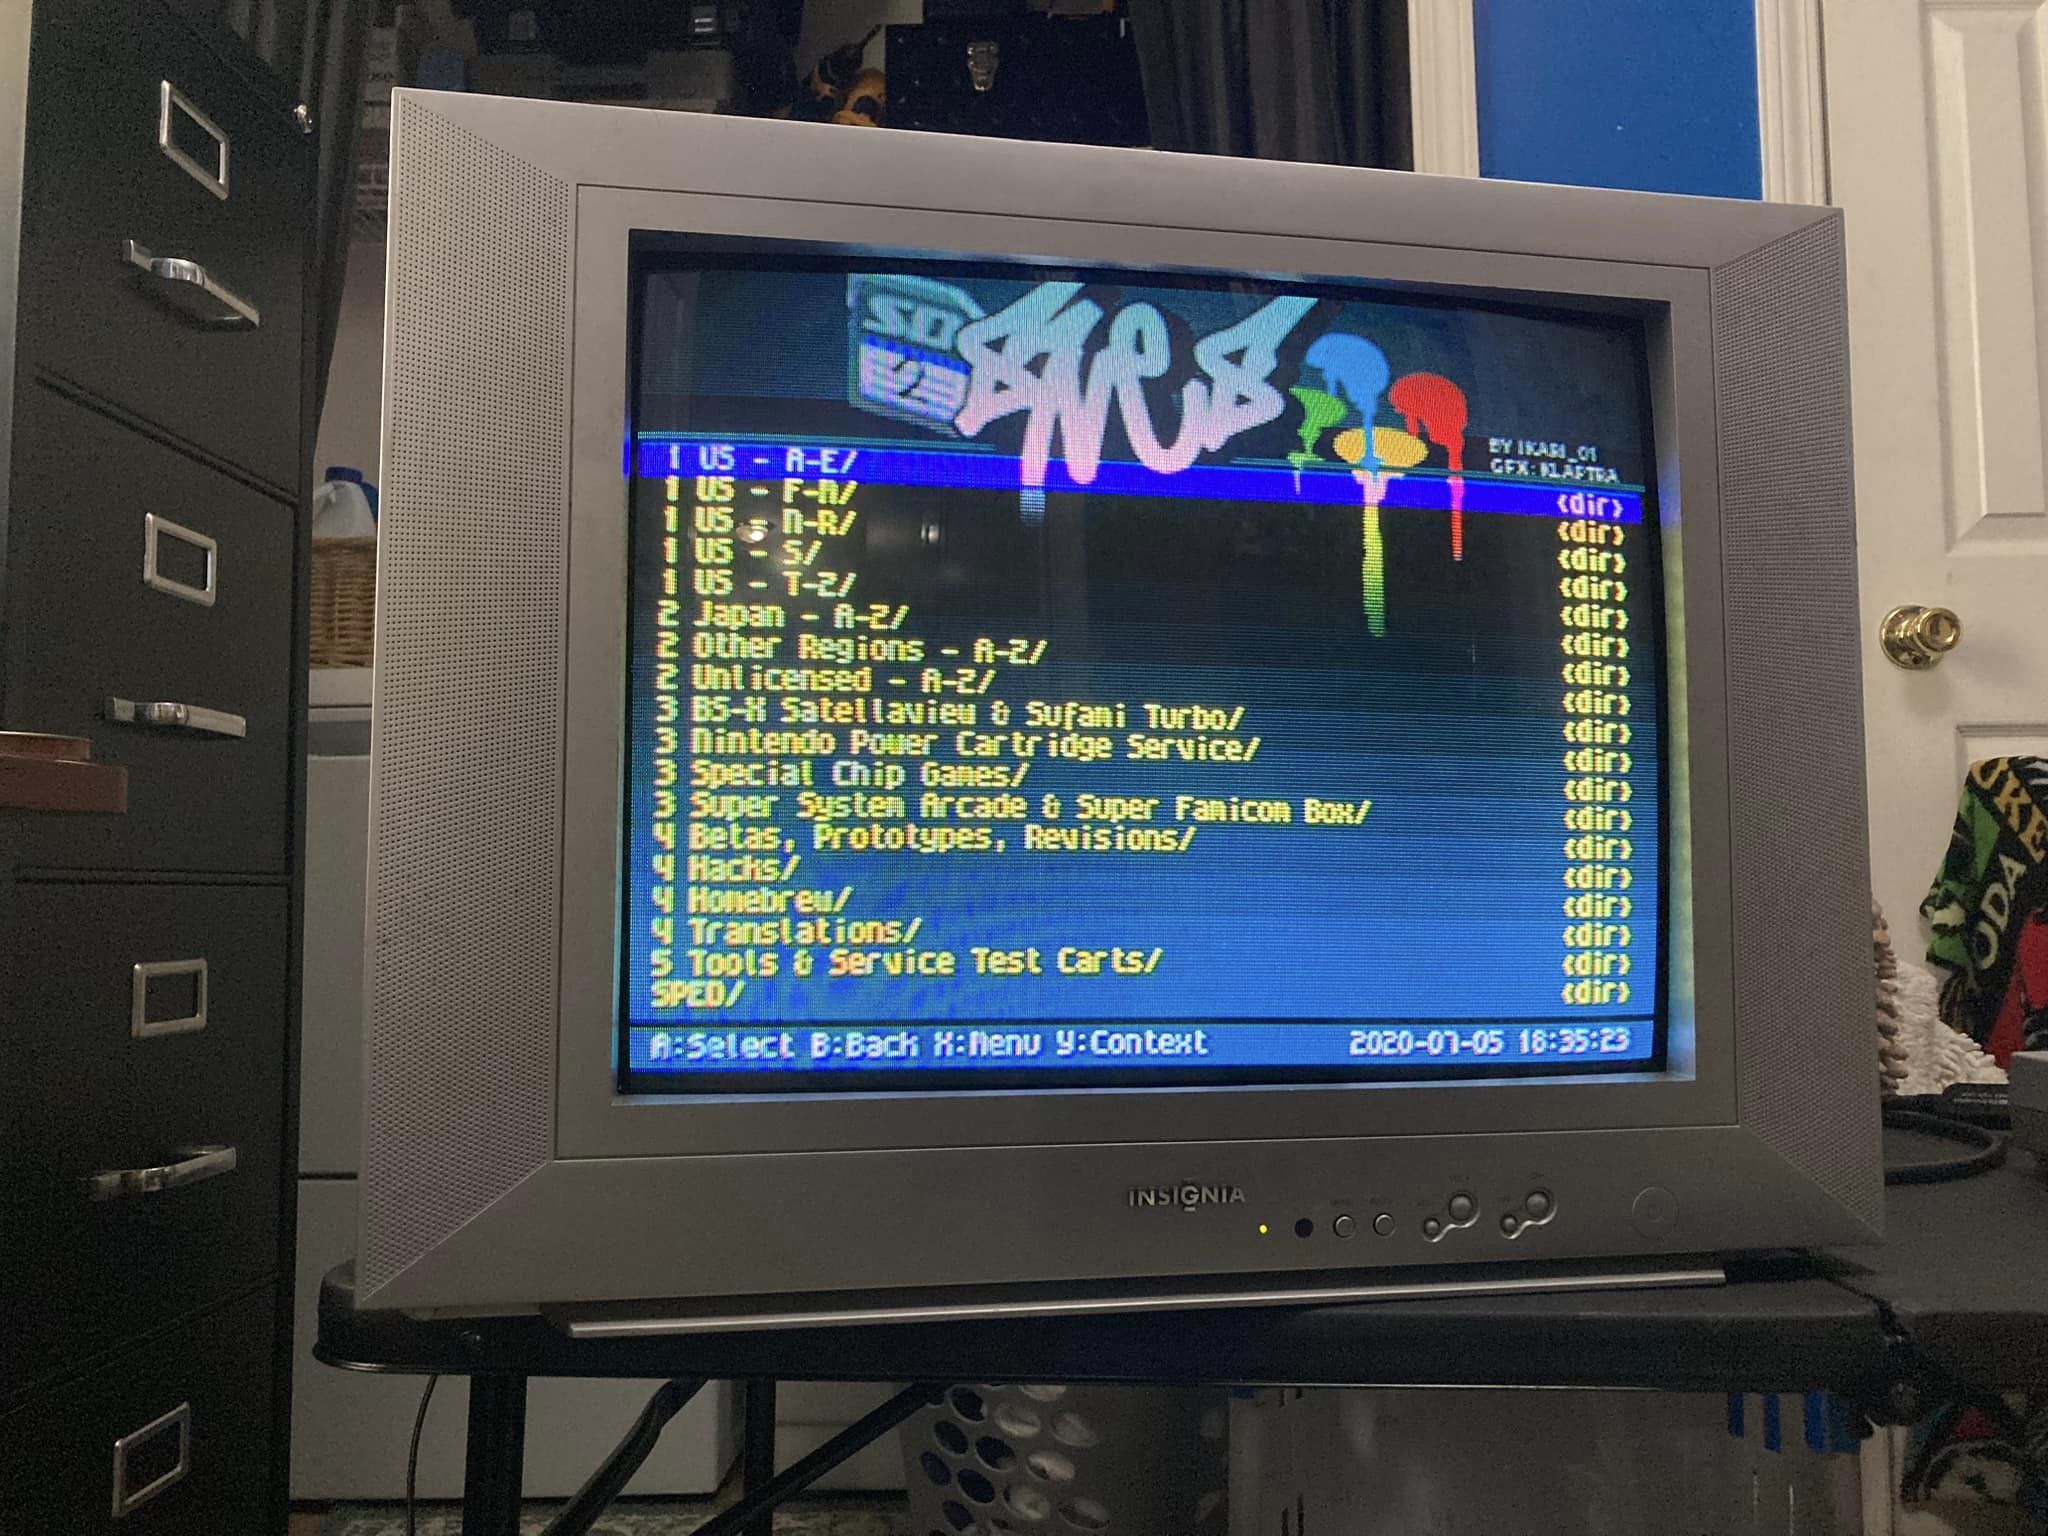 SD
2
SNES
BY IKARI_01
GFX: KLAPTRA
1 US - A-E/ <dir>
1 US - F-M/ <dir>
1 US - N-R/ <dir>
1 US - S/ <dir>
1 US - T-Z/ <dir>
2 Japan - A-Z/ <dir>
2 Other Regions - A-Z/ <dir>
2 Unlicensed - A-Z/ <dir>
3 BS-X Satellaview & Sufami Turbo/ <dir>
3 Nintendo Power Cartridge Service/ <dir>
3 Special Chip Games/ <dir>
3 Super System Arcade & Super Famicom Box/ <dir>
4 Betas, Prototypes, Revisions/ <dir>
4 Hacks/ <dir>
4 Homebrew/ <dir>
4 Translations/ <dir>
5 Tools & Service Test Carts/ <dir>
SPED/ <dir>
A:Select B:Back X:Menu Y:Context 2020-07-05 18:35:23
INSIGNIA